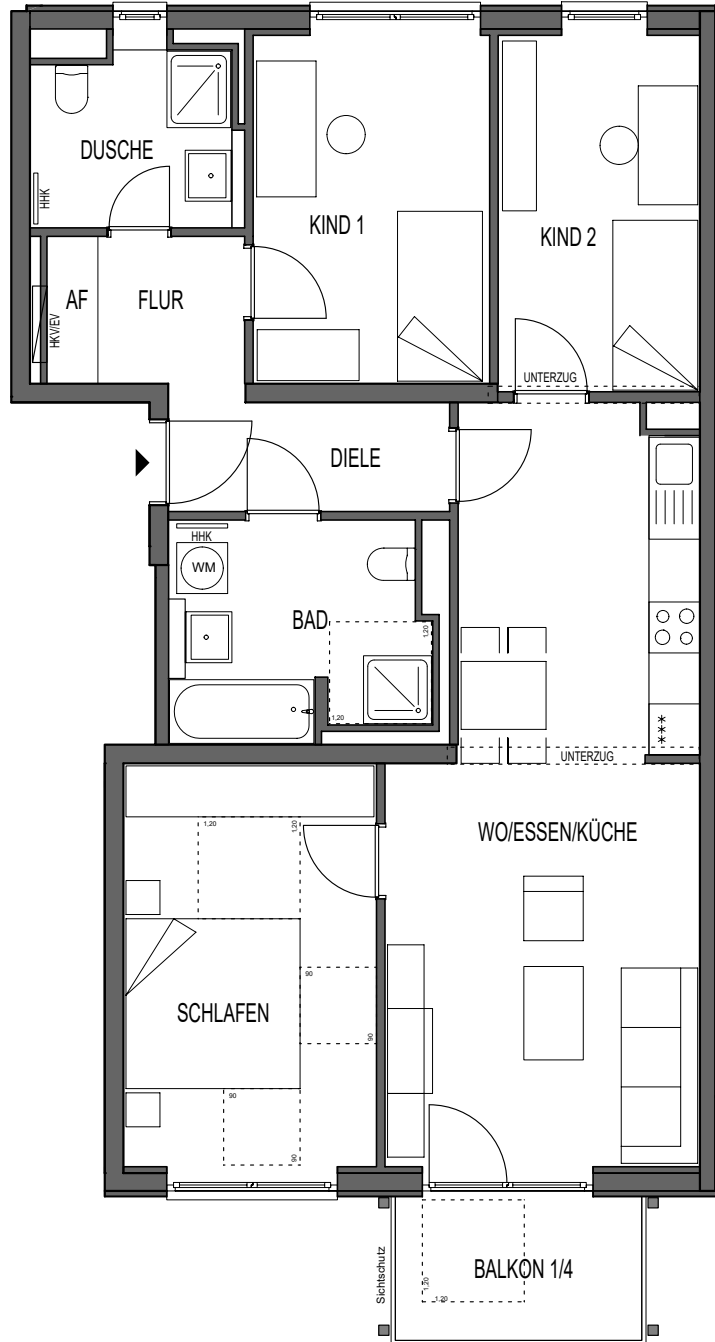 DUSCHE
HHK
KIND 1
KIND 2
AF
FLUR
HKV/EV
UNTERZUG
DIELE
HHK
WM
BAD
1,20
1,20
***
UNTERZUG
WO/ESSEN/KÜCHE
1,20
1,20
90
SCHLAFEN
90
90
90
Sichtschutz
BALKON 1/4
1,20
1,20